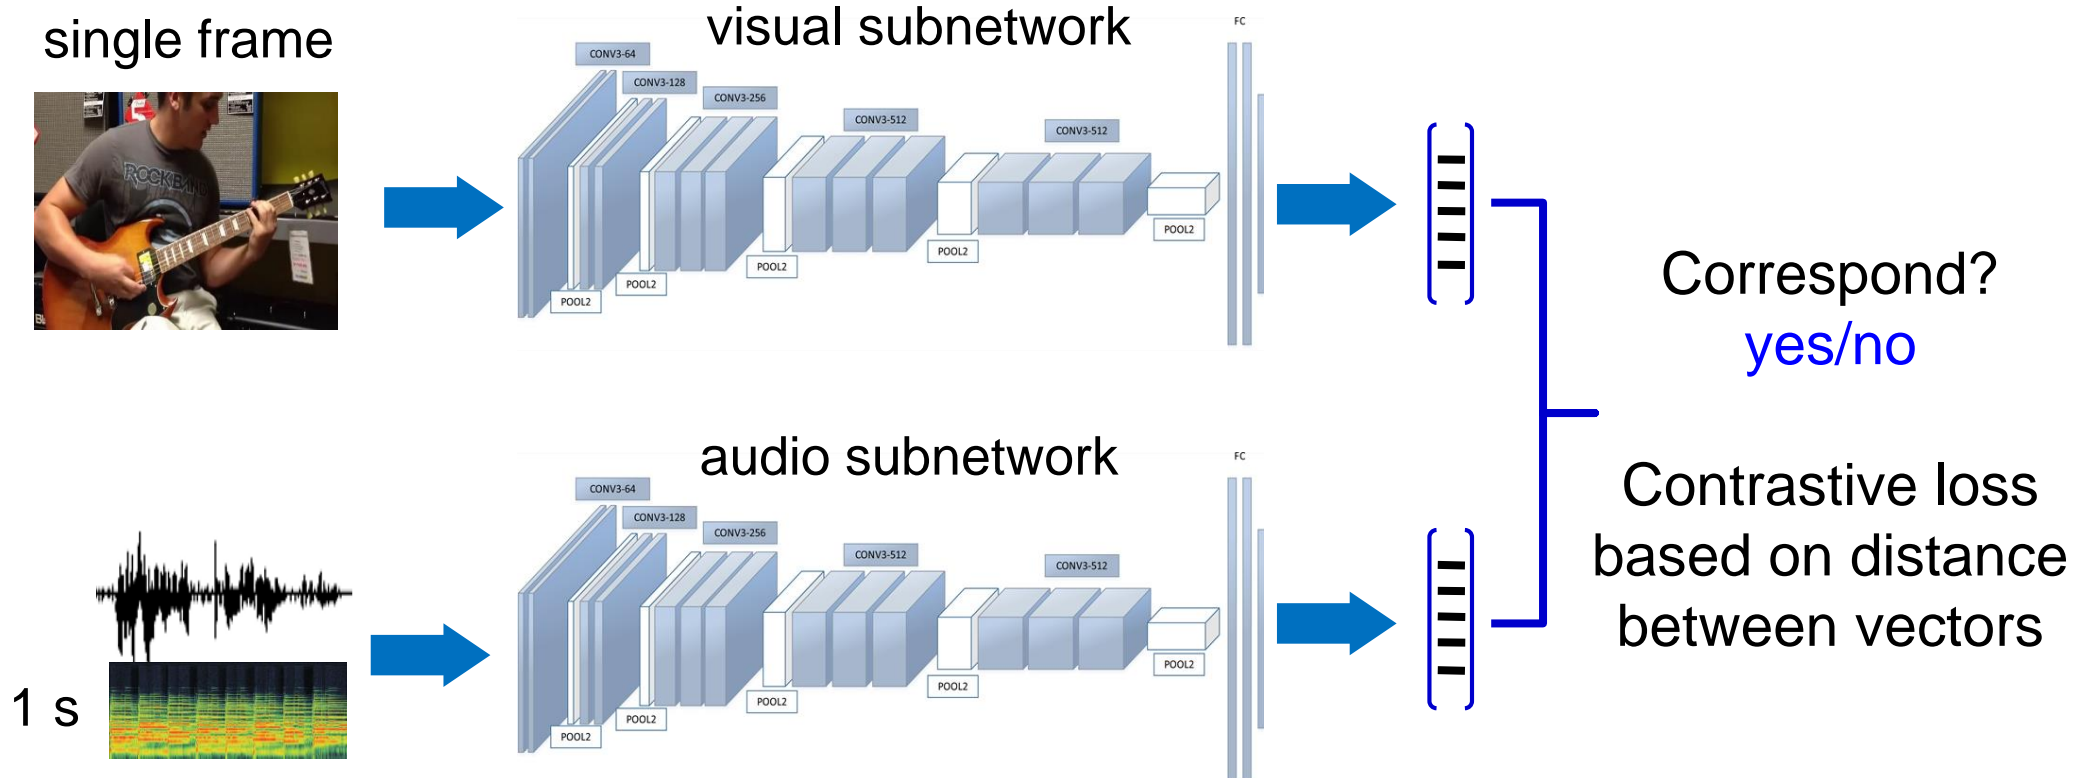 single frame
visual subnetwork
FC
CONV3-64
CONV3-128
CONV3-256
CONV3-512
CONV3-512
POOL2
POOL2
POOL2
POOL2
POOL2
Correspond?
yes/no
audio subnetwork
FC
CONV3-64
CONV3-128
CONV3-256
CONV3-512
CONV3-512
POOL2
POOL2
POOL2
POOL2
POOL2
1 s
Contrastive loss
based on distance
between vectors